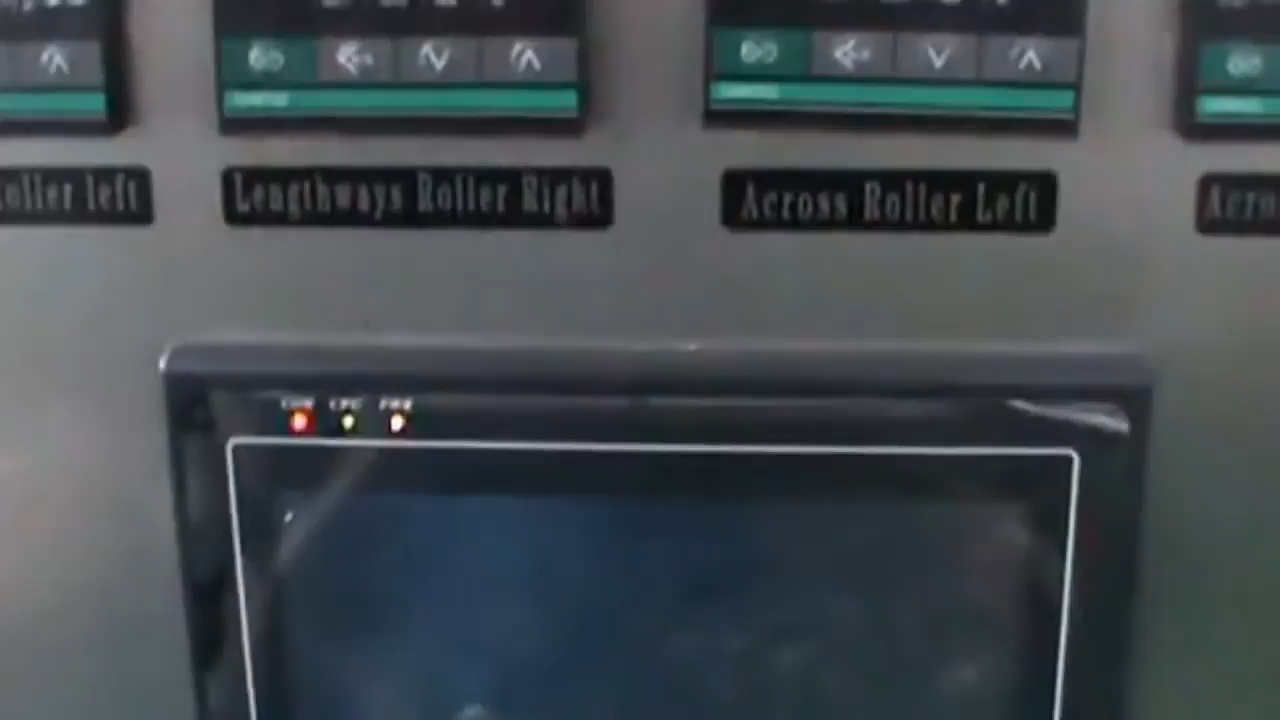 oller left
Lengthways Roller Right
Across Roller Left
Acro